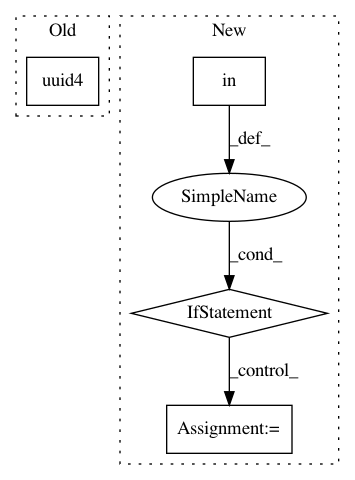 Old
New
uuid4
in
_def_
SimpleName
_cond_
IfStatement
_control_
Assignment:=